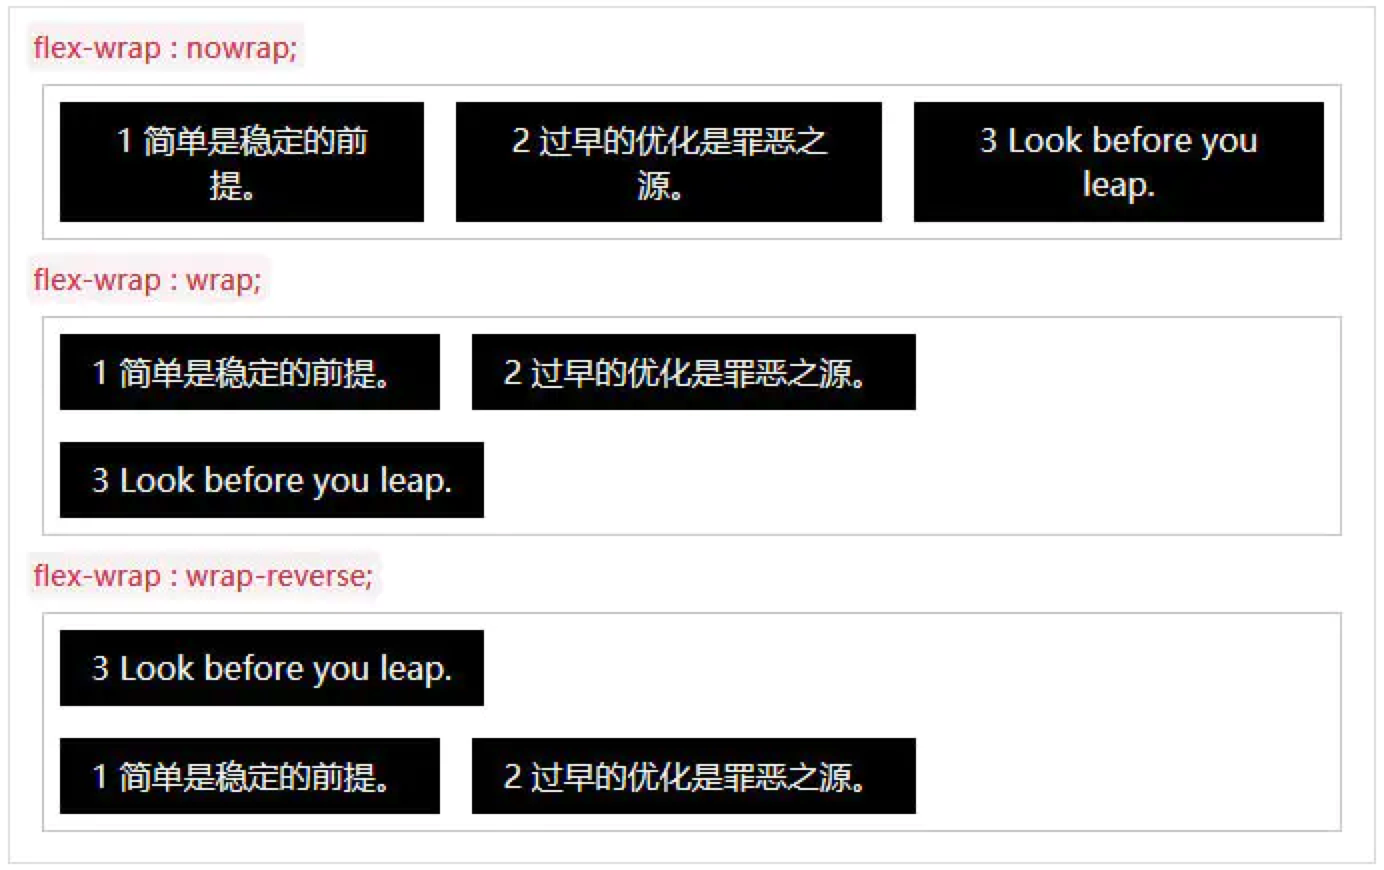 flex-wrap : nowrap;
1 简单是稳定的前
提。
2 过早的优化是罪恶之
源。
3 Look before you
leap.
flex-wrap : wrap;
1 简单是稳定的前提。
2 过早的优化是罪恶之源。
3 Look before you leap.
flex-wrap : wrap-reverse;
3 Look before you leap.
1 简单是稳定的前提。
2 过早的优化是罪恶之源。